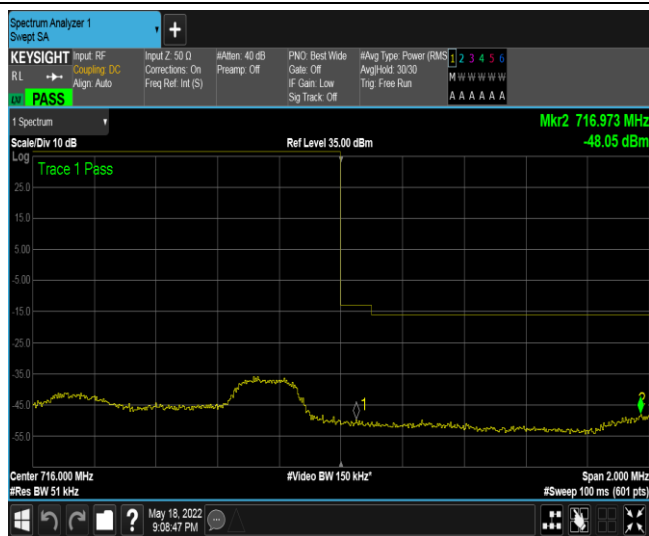 Spectrum Analyzer 1
Swept SA
+
KEYSIGHT Input: RF Input Z: 50 Ω #Atten: 40 dB PNO: Best Wide #Avg Type: Power (RMS 1 2 3 4 5 6
R L Coupling: DC Corrections: On Preamp: Off Gate: Off Avg|Hold: 30/30 M W W W W W
Align: Auto Freq Ref: Int (S) IF Gain: Low Trig: Free Run
LXI PASS Sig Track: Off A A A A A A
1 Spectrum Mkr2 716.973 MHz
Scale/Div 10 dB Ref Level 35.00 dBm -48.05 dBm
Log
Trace 1 Pass
25.0
15.0
5.00
-5.00
-15.0
-25.0
-35.0
-45.0 1 2
-55.0
Center 716.000 MHz #Video BW 150 kHz* Span 2.000 MHz
#Res BW 51 kHz #Sweep 100 ms (601 pts)
? May 18, 2022
9:08:47 PM